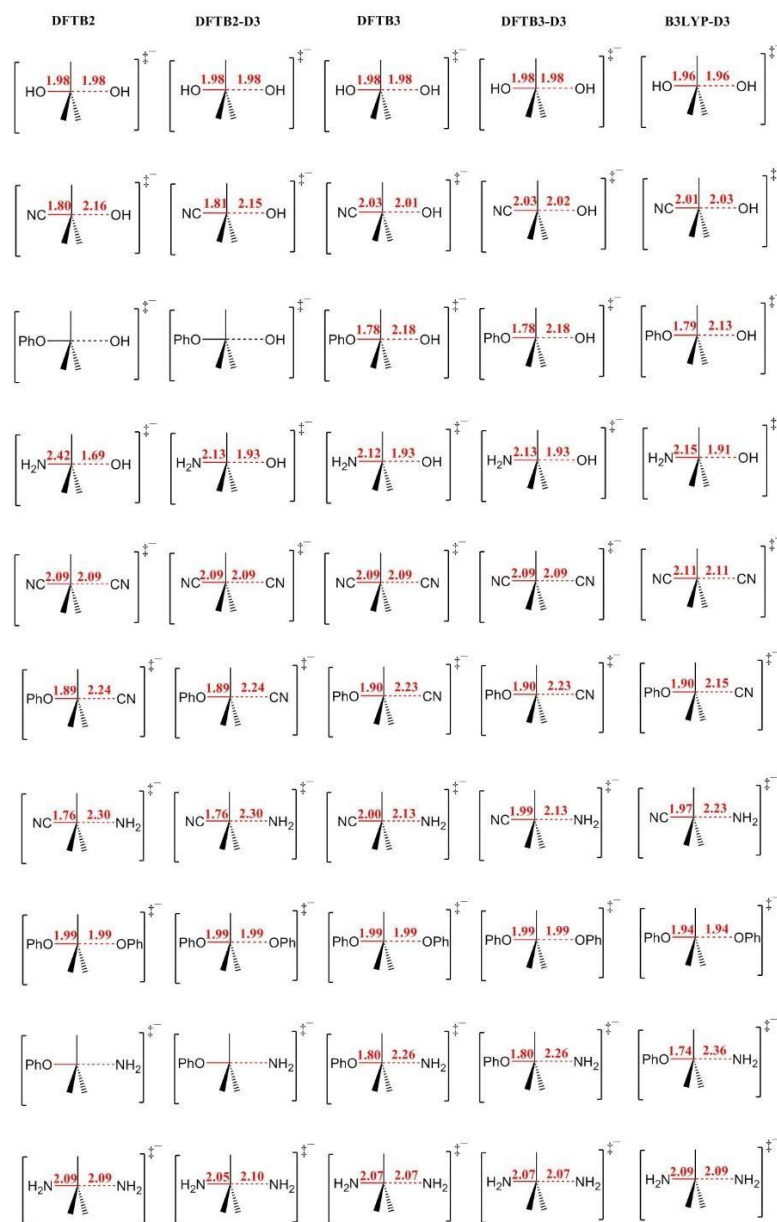 DFTB2 DFTB2-D3 DFTB3 DFTB3-D3 B3LYP-D3
‡− ‡− ‡− ‡− ‡−
HO 1.98 1.98 OH HO 1.98 1.98 OH HO 1.98 1.98 OH HO 1.98 1.98 OH HO 1.96 1.96 OH
‡− ‡− ‡− ‡− ‡
NC 1.80 2.16 OH NC 1.81 2.15 OH NC 2.03 2.01 OH NC 2.03 2.02 OH NC 2.01 2.03 OH
‡− ‡− ‡− ‡− ‡−
PhO OH PhO OH PhO 1.78 2.18 OH PhO 1.78 2.18 OH PhO 1.79 2.13 OH
‡− ‡− ‡− ‡− ‡
H2N 2.42 1.69 OH H2N 2.13 1.93 OH H2N 2.12 1.93 OH H2N 2.13 1.93 OH H2N 2.15 1.91 OH
‡− ‡− ‡− ‡− ‡−
NC 2.09 2.09 CN NC 2.09 2.09 CN NC 2.09 2.09 CN NC 2.09 2.09 CN NC 2.11 2.11 CN
‡− ‡− ‡− ‡− ‡−
PhO 1.89 2.24 CN PhO 1.89 2.24 CN PhO 1.90 2.23 CN PhO 1.90 2.23 CN PhO 1.90 2.15 CN
‡− ‡− ‡− ‡− ‡−
NC 1.76 2.30 NH2 NC 1.76 2.30 NH2 NC 2.00 2.13 NH2 NC 1.99 2.13 NH2 NC 1.97 2.23 NH2
‡− ‡− ‡− ‡− ‡−
PhO 1.99 1.99 OPh PhO 1.99 1.99 OPh PhO 1.99 1.99 OPh PhO 1.99 1.99 OPh PhO 1.94 1.94 OPh
‡− ‡− ‡− ‡− ‡−
PhO NH2 PhO NH2 PhO 1.80 2.26 NH2 PhO 1.80 2.26 NH2 PhO 1.74 2.36 NH2
‡− ‡− ‡− ‡− ‡−
H2N 2.09 2.09 NH2 H2N 2.05 2.10 NH2 H2N 2.07 2.07 NH2 H2N 2.07 2.07 NH2 H2N 2.09 2.09 NH2